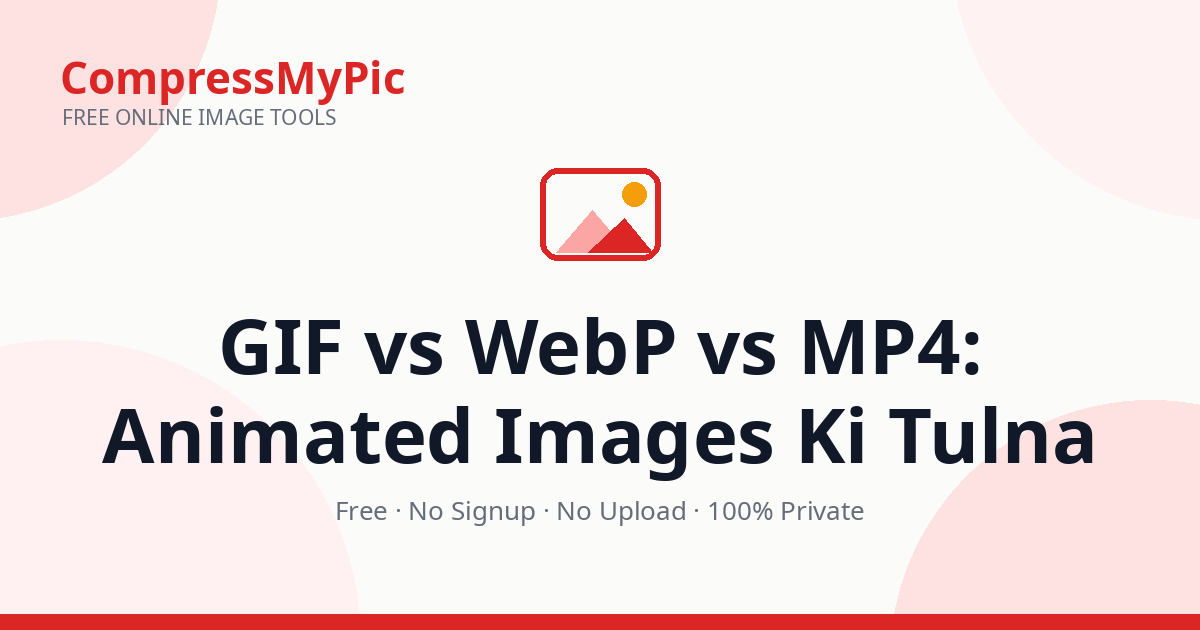 CompressMyPic
FREE ONLINE IMAGE TOOLS
GIF vs WebP vs MP4:
Animated Images Ki Tulna
Free · No Signup · No Upload · 100% Private